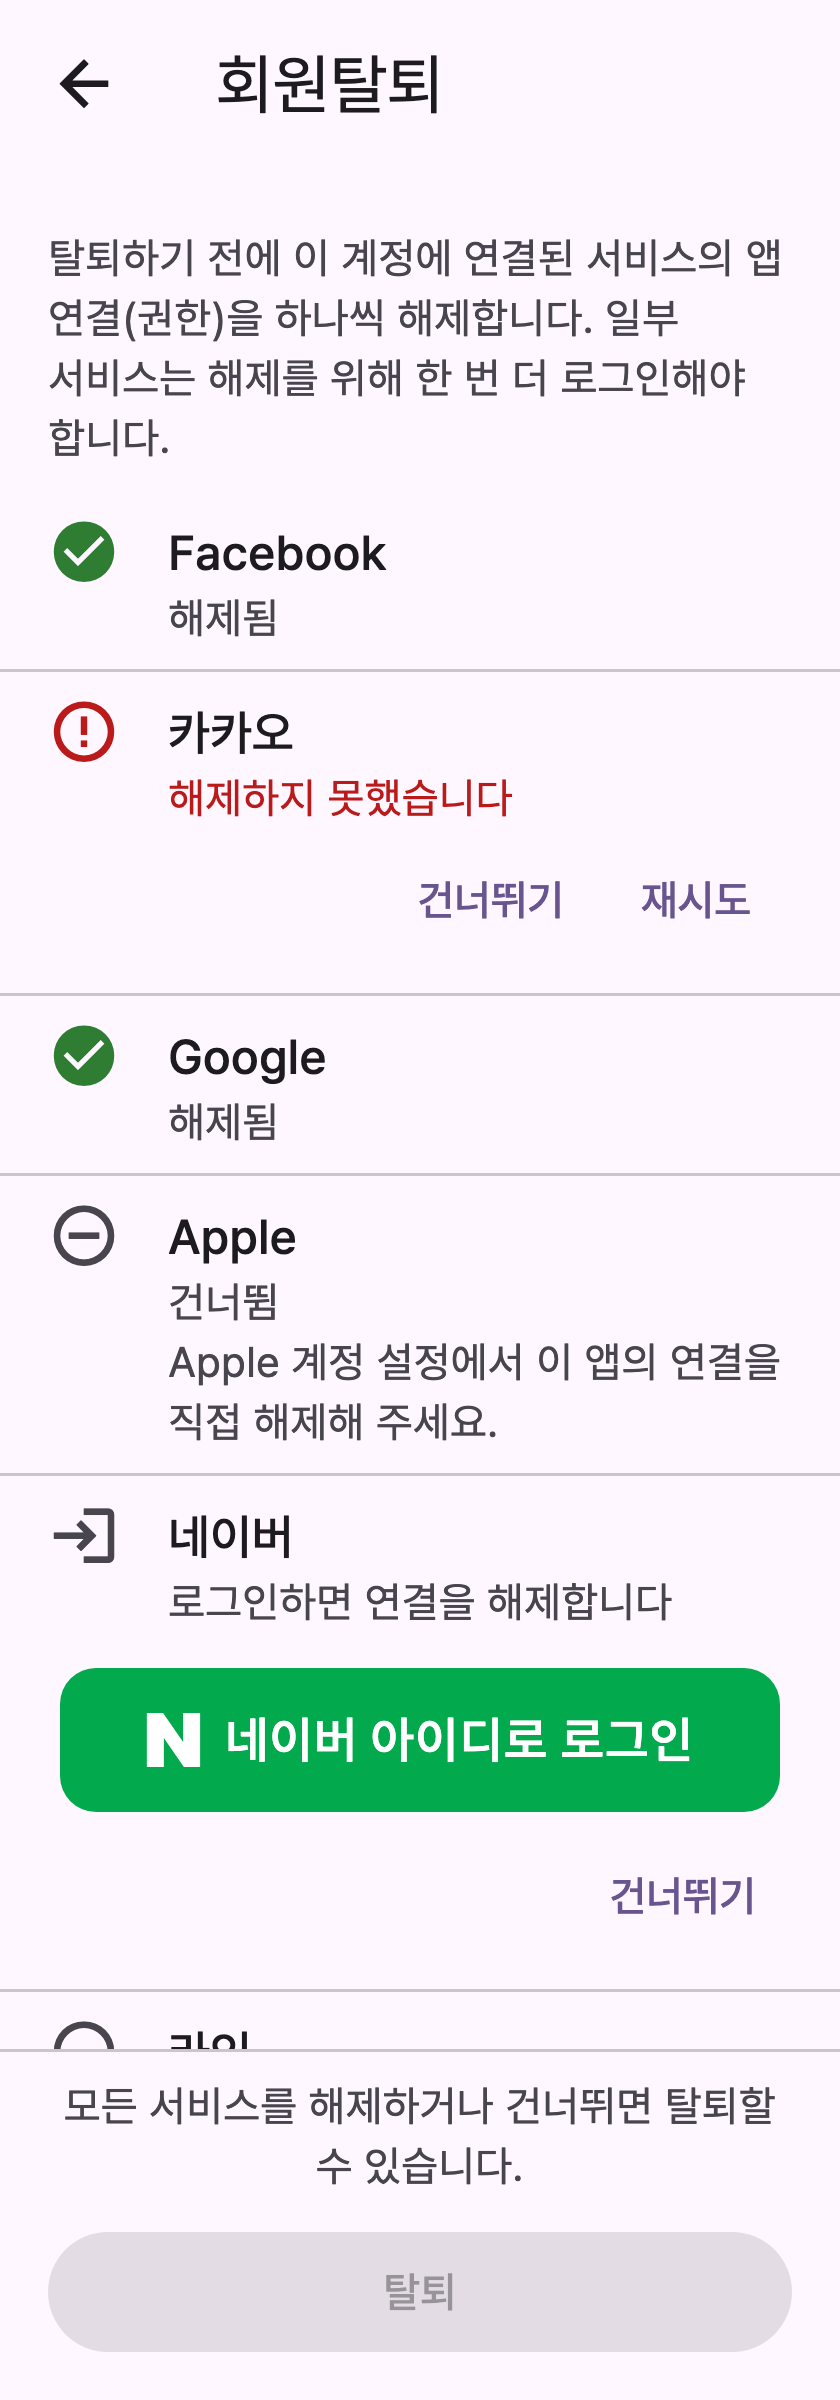 회원탈퇴
탈퇴하기 전에 이 계정에 연결된 서비스의 앱
연결(권한)을 하나씩 해제합니다. 일부
서비스는 해제를 위해 한 번 더 로그인해야
합니다.
Facebook
해제됨
카카오
해제하지 못했습니다
건너뛰기 재시도
Google
해제됨
Apple
건너뜀
Apple 계정 설정에서 이 앱의 연결을
직접 해제해 주세요.
네이버
로그인하면 연결을 해제합니다
N 네이버 아이디로 로그인
건너뛰기
모든 서비스를 해제하거나 건너뛰면 탈퇴할
수 있습니다.
탈퇴